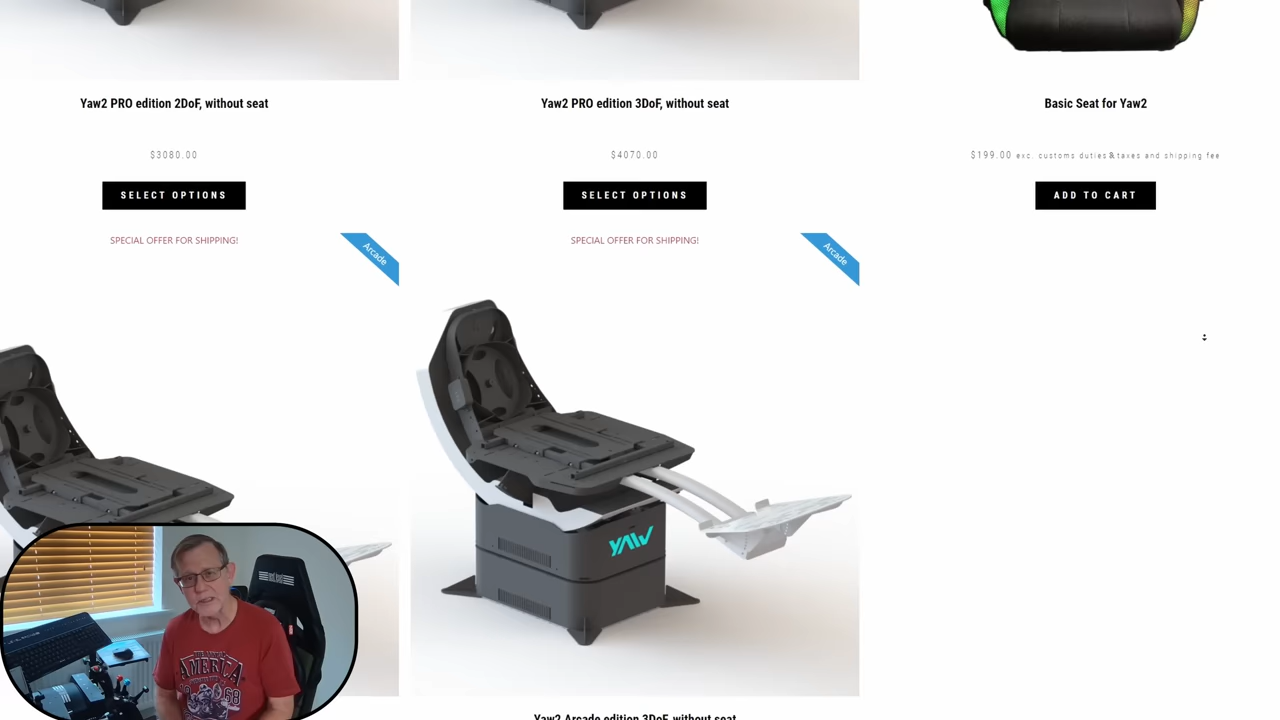 Yaw2 PRO edition 2DoF, without seat
Yaw2 PRO edition 3DoF, without seat
Basic Seat for Yaw2
$3080.00
$4070.00
$199.00 exc. customs duties&taxes and shipping fee
SELECT OPTIONS
SELECT OPTIONS
ADD TO CART
SPECIAL OFFER FOR SHIPPING!
Arcade
SPECIAL OFFER FOR SHIPPING!
Arcade
YAW
AMERICA
68
Yaw2 Arcade edition 3DoF, without seat